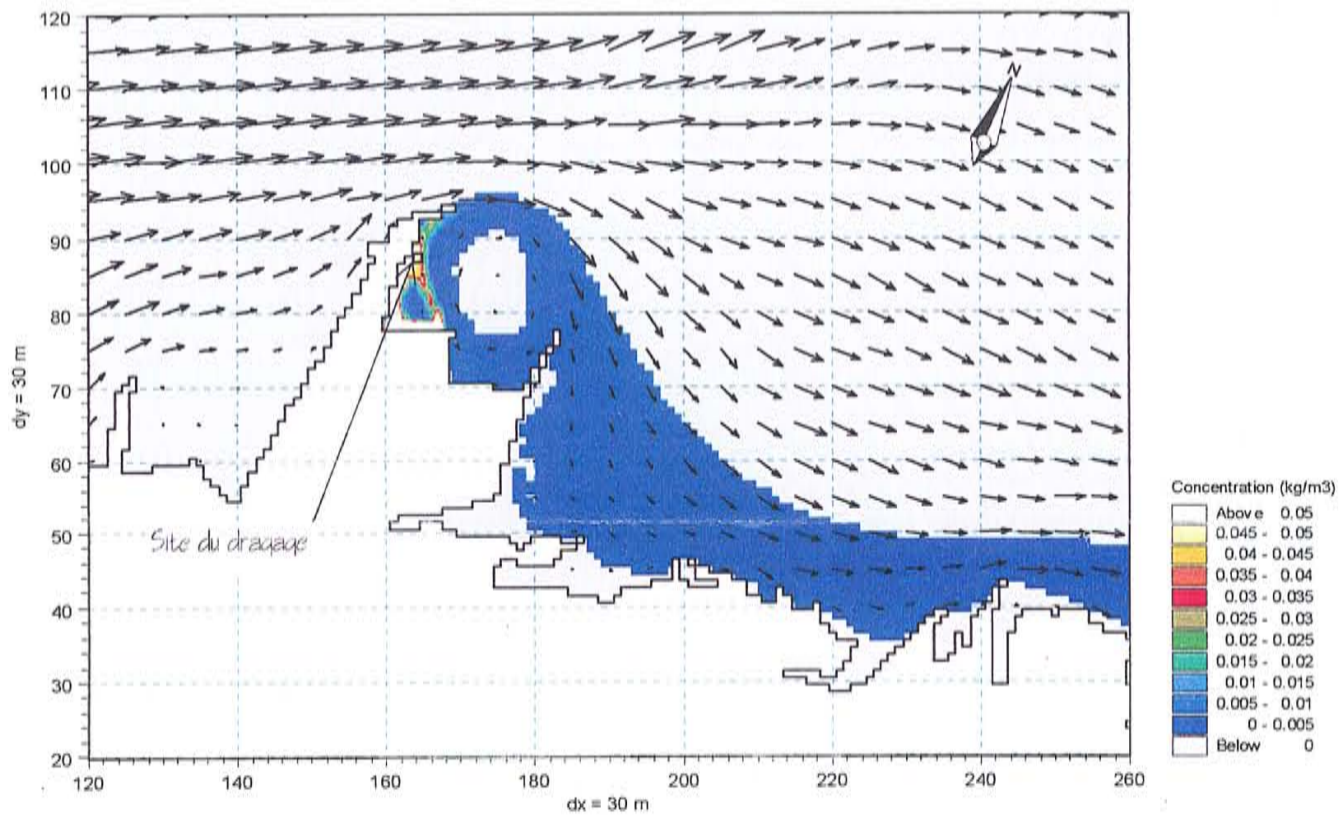 120
110
100
90
80
70
60
50
40
30
20
dy = 30 m
120 140 160 180 200 220 240 260
dx = 30 m
N
Site du dragage
Concentration (kg/m3)
Above 0.05
0.045 - 0.05
0.04 - 0.045
0.035 - 0.04
0.03 - 0.035
0.025 - 0.03
0.02 - 0.025
0.015 - 0.02
0.01 - 0.015
0.005 - 0.01
0 - 0.005
Below 0